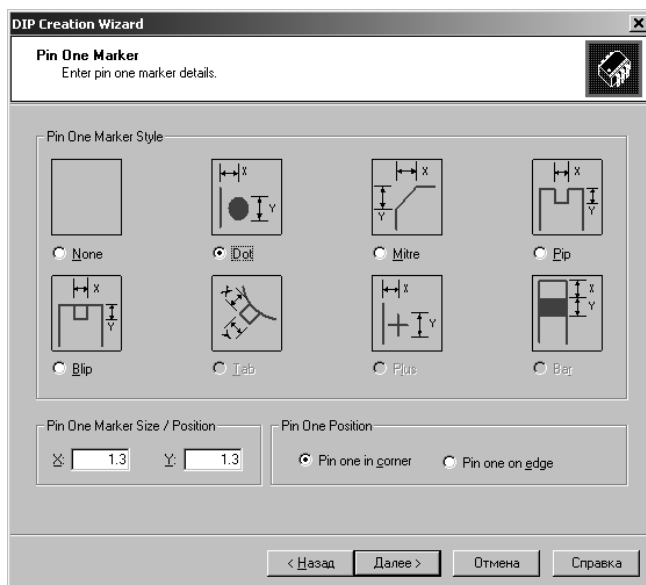 DIP Creation Wizard
Pin One Marker
Enter pin one marker details.
Pin One Marker Style
X
Y
X
Y
X
Y
None
Dot
Mitre
Pip
X
Y
X
Y
X
Y
X
Y
Blip
Tab
Plus
Bar
Pin One Marker Size / Position
Pin One Position
X: 1.3 Y: 1.3
Pin one in corner Pin one on edge
< Назад Далее > Отмена Справка